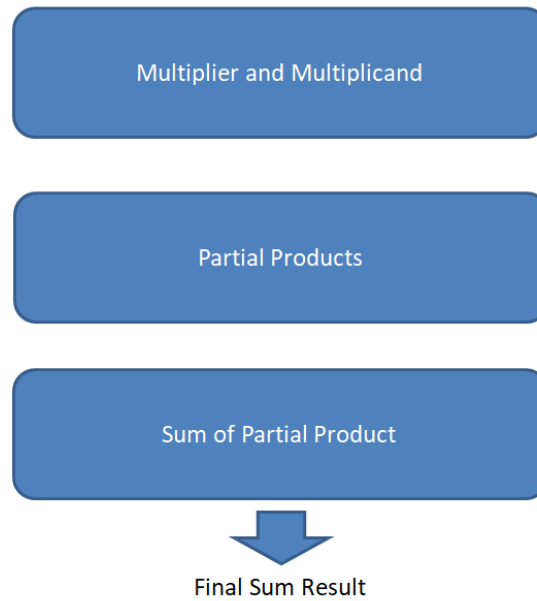 Multiplier and Multiplicand
Partial Products
Sum of Partial Product
Final Sum Result